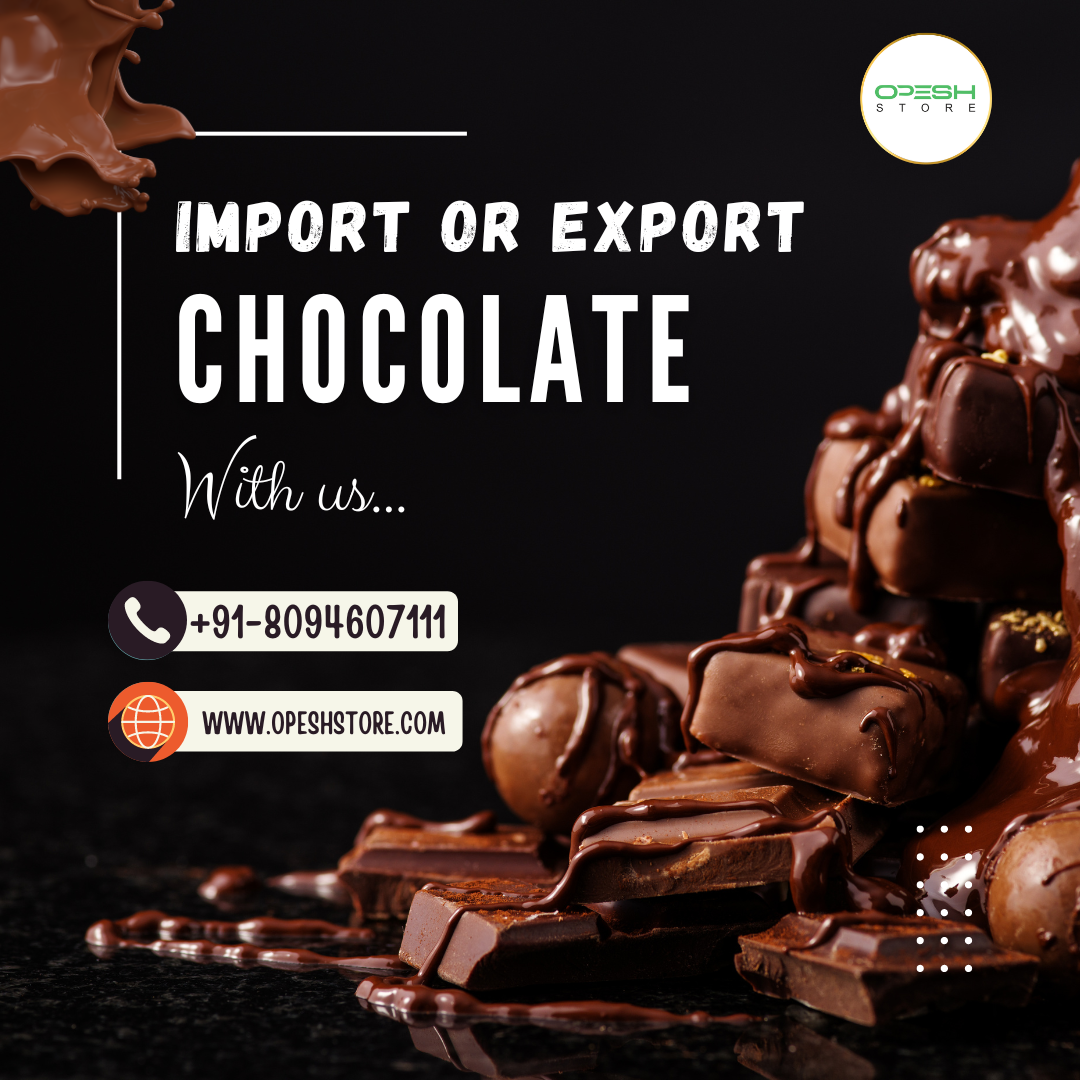 OPESH
STORE
IMPORT OR EXPORT
CHOCOLATE
With us...
+91-8094607111
WWW.OPESHSTORE.COM